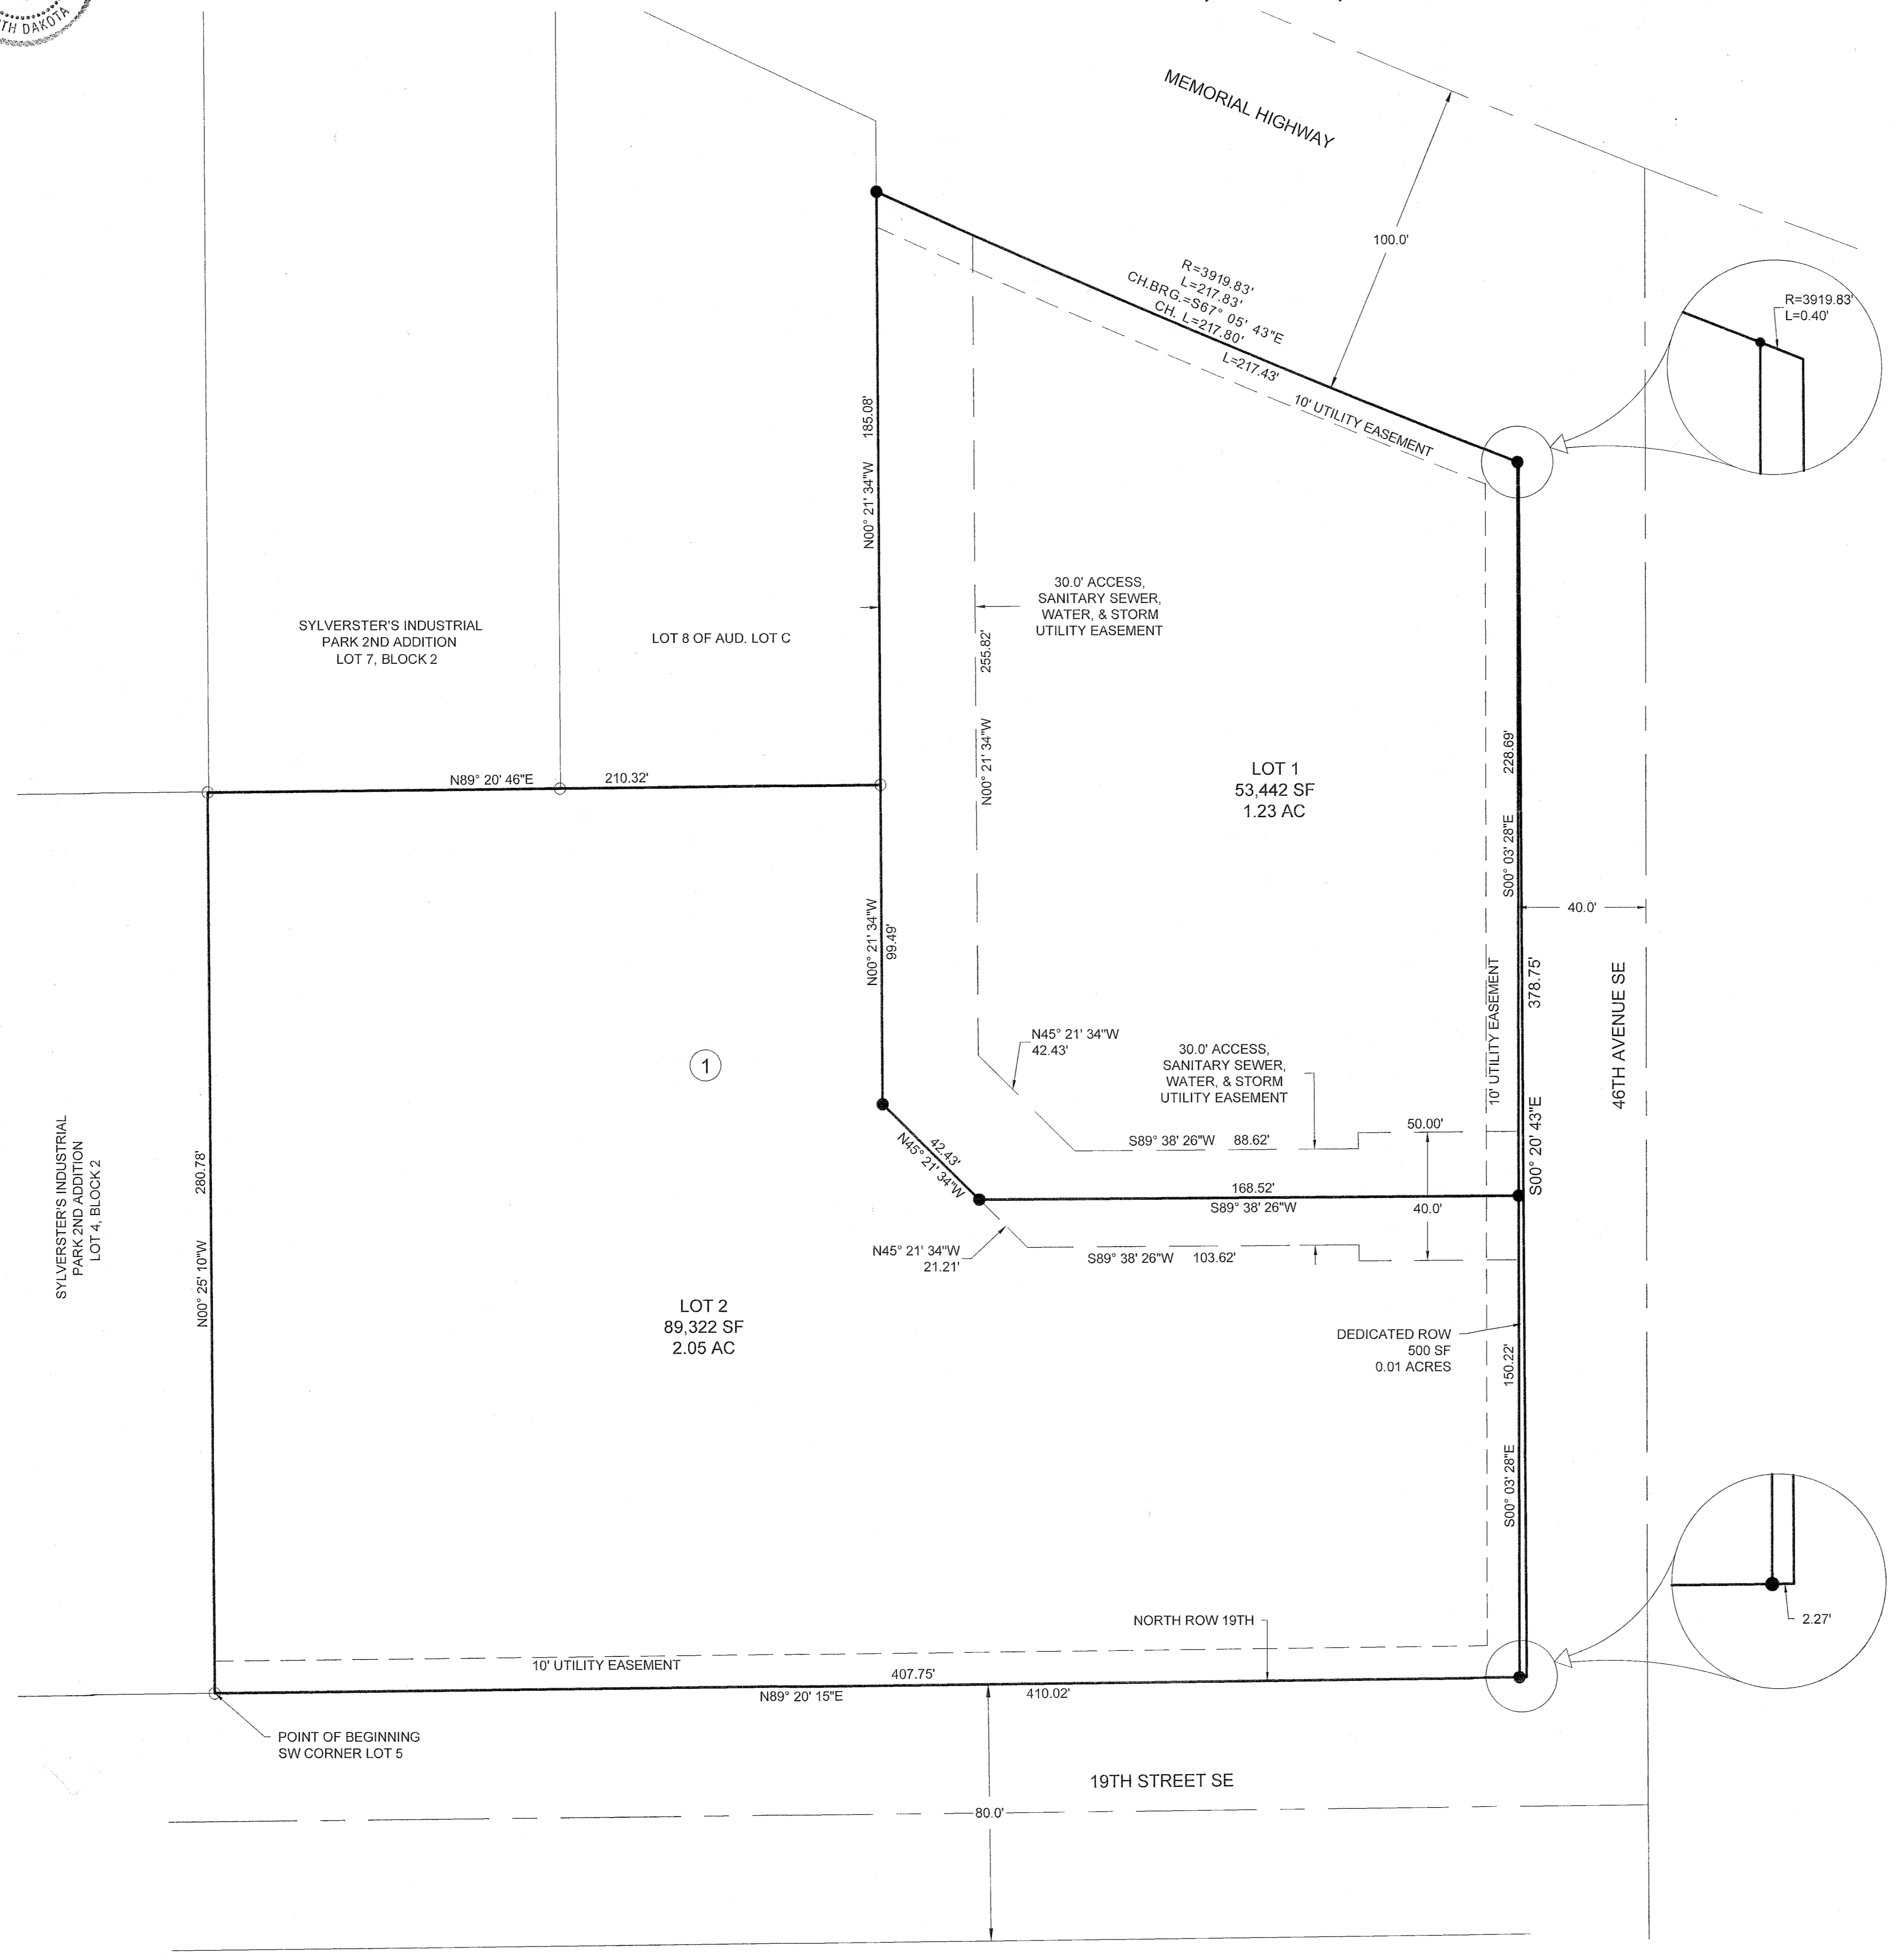 TH DAKOTA
MEMORIAL HIGHWAY
100.0'
R=3919.83'
L=217.83'
CH.BRG.=S67° 05' 43"E
CH. L=217.80'
L=217.43'
10' UTILITY EASEMENT
R=3919.83'
L=0.40'
N00° 21' 34"W 185.08'
30.0' ACCESS,
SANITARY SEWER,
WATER, & STORM
UTILITY EASEMENT
SYLVERSTER'S INDUSTRIAL
PARK 2ND ADDITION
LOT 7, BLOCK 2
LOT 8 OF AUD. LOT C
N00° 21' 34"W 255.82'
N89° 20' 46"E 210.32'
LOT 1
53,442 SF
1.23 AC
S00° 03' 28"E 228.69'
40.0'
N00° 21' 34"W
99.49'
10' UTILITY EASEMENT
S00° 20' 43"E 378.75'
46TH AVENUE SE
1
N45° 21' 34"W
42.43'
30.0' ACCESS,
SANITARY SEWER,
WATER, & STORM
UTILITY EASEMENT
50.00'
S89° 38' 26"W 88.62'
42.43'
N45° 21' 34"W
168.52'
S89° 38' 26"W
40.0'
N45° 21' 34"W
21.21'
S89° 38' 26"W 103.62'
SYLVERSTER'S INDUSTRIAL
PARK 2ND ADDITION
LOT 4, BLOCK 2
N00° 25' 10"W 280.78'
LOT 2
89,322 SF
2.05 AC
DEDICATED ROW
500 SF
0.01 ACRES
S00° 03' 28"E 150.22'
NORTH ROW 19TH
2.27'
10' UTILITY EASEMENT
407.75'
N89° 20' 15"E 410.02'
POINT OF BEGINNING
SW CORNER LOT 5
19TH STREET SE
80.0'